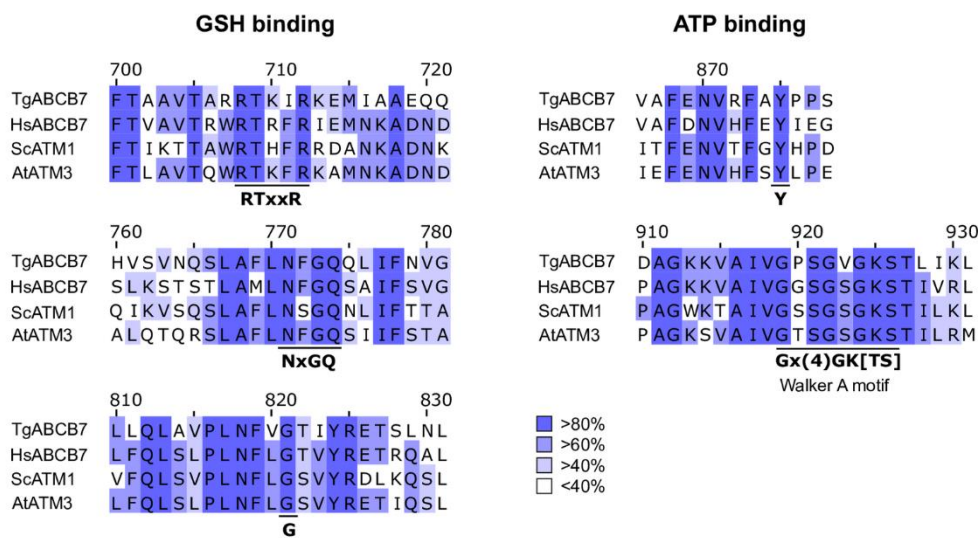 GSH binding
700 712 720
TgABCB7 FTAAVTARRTKIRKEMIAAEQQ
HsABCB7 FTVAVTRWRTRFRIEMNKADND
ScATM1 FTIKTTAWRTHFRRDANKADNK
AtATM3 FTLAVTQWRTKFRKAMNKADND
RTxxR
760 770 781
TgABCB7 HVSVNQSLAFLNFGQQLIFNVG
HsABCB7 SLKSTSTLAMLNFGQSAIFSVG
ScATM1 QIKVSQSLAFLNSGQNLIFTTA
AtATM3 ALQTQRSLAFLNFGQSIIFSTA
NxGQ
810 820 830
TgABCB7 LLQLAVPLNFVGTIYRETSLNL
HsABCB7 LFQLSLPLNFLGTVYRETRQAL
ScATM1 VFQLSVPLNFLGSVYRDLKQSL
AtATM3 LFQLSLPLNFLGSVYRETIQSL
G
ATP binding
870
TgABCB7 VAFENVRFAYPPS
HsABCB7 VAFDNVHFEYIEG
ScATM1 ITFENVTFGYHPD
AtATM3 IEFENVHFSYLPE
Y
910 920 930
TgABCB7 DAGKKVAIVGPSGVGKSTLIKL
HsABCB7 PAGKKVAIVGGSGSGKSTIVRL
ScATM1 PAGWKTAIVGSSGSGKSTILKL
AtATM3 PAGKSVAIVGTSGSGKSTILRM
Gx(4)GK[TS]
Walker A motif
>80%
>60%
>40%
<40%